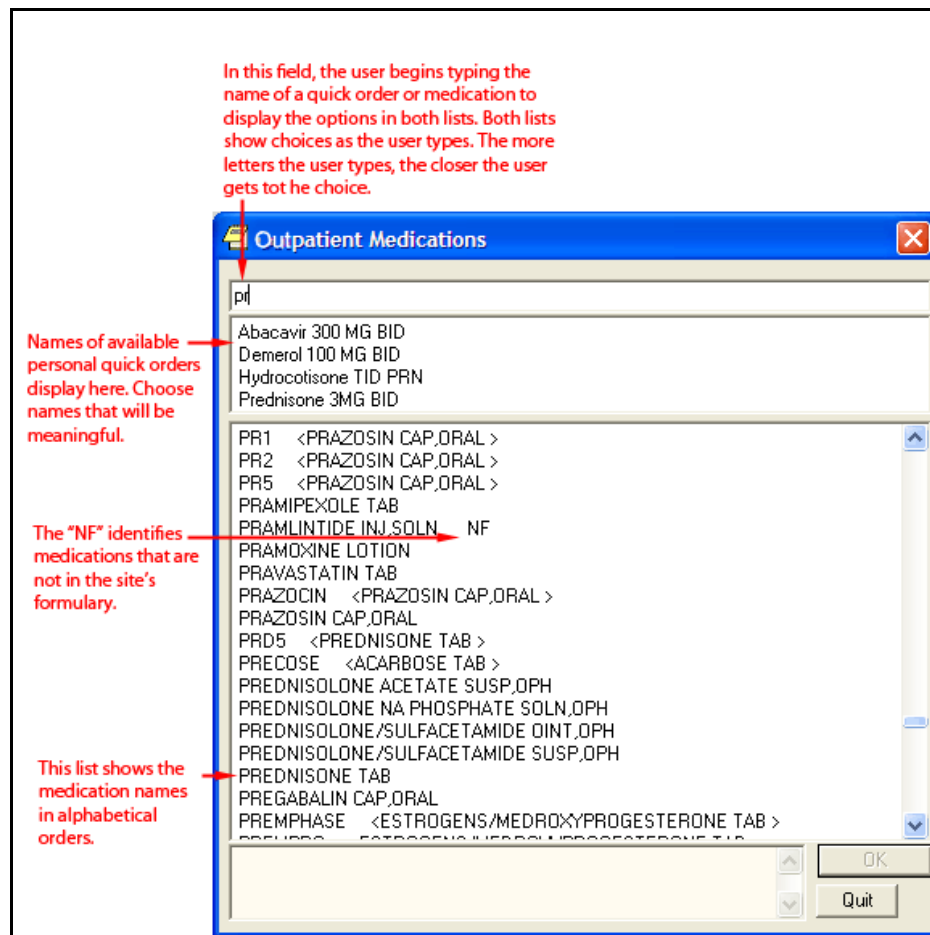 In this field, the user begins typing the
name of a quick order or medication to
display the options in both lists. Both lists
show choices as the user types. The more
letters the user types, the closer the user
gets tot he choice.
Outpatient Medications
pr
Names of available
personal quick orders
display here. Choose
names that will be
meaningful.
Abacavir 300 MG BID
Demerol 100 MG BID
Hydrocotisone TID PRN
Prednisone 3MG BID
PR1 <PRAZOSIN CAP,ORAL >
PR2 <PRAZOSIN CAP,ORAL >
PR5 <PRAZOSIN CAP,ORAL >
PRAMIPEXOLE TAB
PRAMLINTIDE INJ,SOLN NF
PRAMOXINE LOTION
PRAVASTATIN TAB
PRAZOCIN <PRAZOSIN CAP,ORAL >
PRAZOSIN CAP,ORAL
PRD5 <PREDNISONE TAB >
PRECOSE <ACARBOSE TAB >
PREDNISOLONE ACETATE SUSP,OPH
PREDNISOLONE NA PHOSPHATE SOLN,OPH
PREDNISOLONE/SULFACETAMIDE OINT,OPH
PREDNISOLONE/SULFACETAMIDE SUSP,OPH
PREDNISONE TAB
PREGABALIN CAP,ORAL
PREMPHASE <ESTROGENS/MEDROXYPROGESTERONE TAB >
The "NF" identifies
medications that are
not in the site's
formulary.
This list shows the
medication names
in alphabetical
orders.
OK
Quit